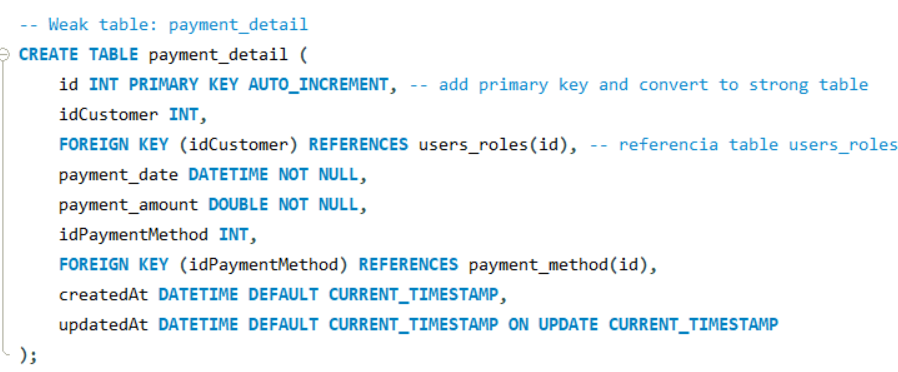 -- Weak table: payment_detail
CREATE TABLE payment_detail (
id INT PRIMARY KEY AUTO_INCREMENT, -- add primary key and convert to strong table
idCustomer INT,
FOREIGN KEY (idCustomer) REFERENCES users_roles(id), -- referencia table users_roles
payment_date DATETIME NOT NULL,
payment_amount DOUBLE NOT NULL,
idPaymentMethod INT,
FOREIGN KEY (idPaymentMethod) REFERENCES payment_method(id),
createdAt DATETIME DEFAULT CURRENT_TIMESTAMP,
updatedAt DATETIME DEFAULT CURRENT_TIMESTAMP ON UPDATE CURRENT_TIMESTAMP
);